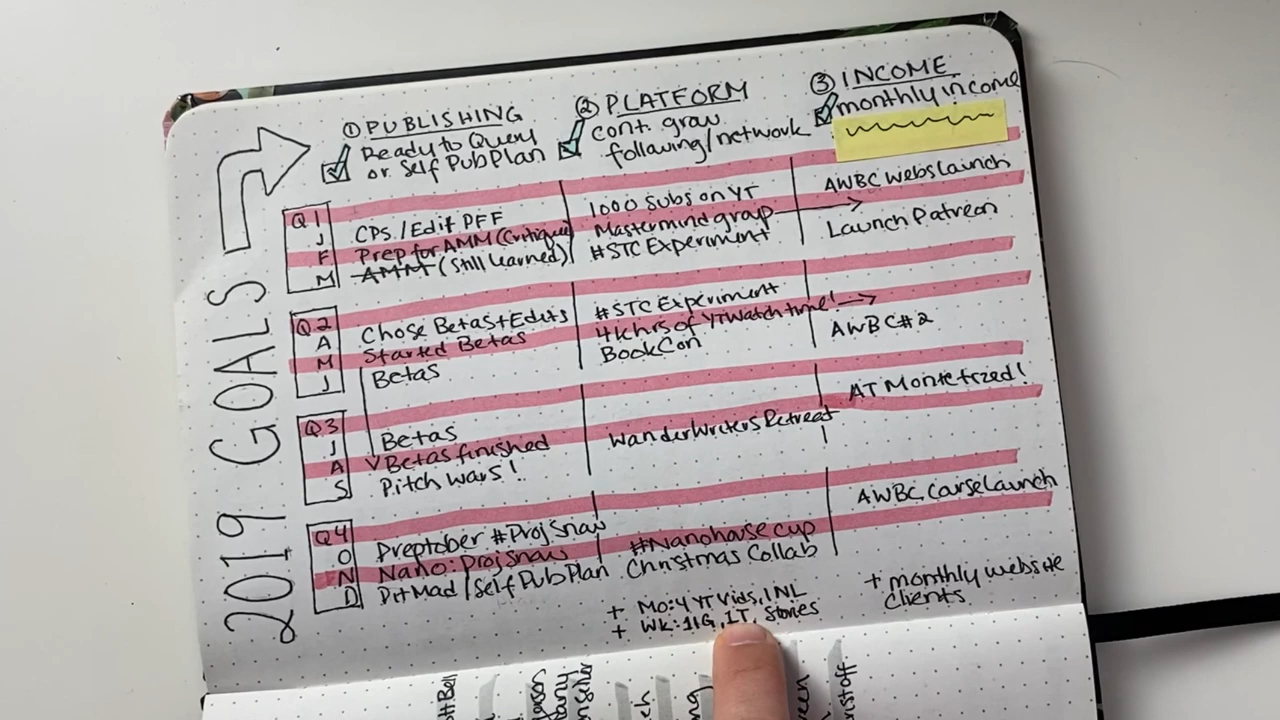 2019 GOALS
① PUBLISHING
Ready to Query
or Self Pub Plan
② PLATFORM
cont. grow
following/network
③ INCOME
monthly income
Q1
J
F
M
CPs/Edit PFF
Prep for AMM (Critique)
AMM (Still learned)
1000 Subs on YT
Mastermind group
#STC Experiment
AWBC webs launch
Launch Patreon
Q2
A
M
J
Chose Betas + Edits
Started Betas
Betas
#STC Experiment
4k hrs of YT Watch time!
BookCon
AWBC #2
Q3
J
A
S
Betas
Betas finished
Pitch Wars!
WanderWriters Retreat
AT Monetized!
Q4
O
N
D
Preptober #ProjSnaw
Nano: ProjSnaw
PitMad/Self Pub Plan
#Nanohouse cup
Christmas Collab
AWBC Course Launch
+ Mo: 4 YT Vids, 1 NL
+ Wk: 1 IG, 1T, Stories
+ monthly website
clients